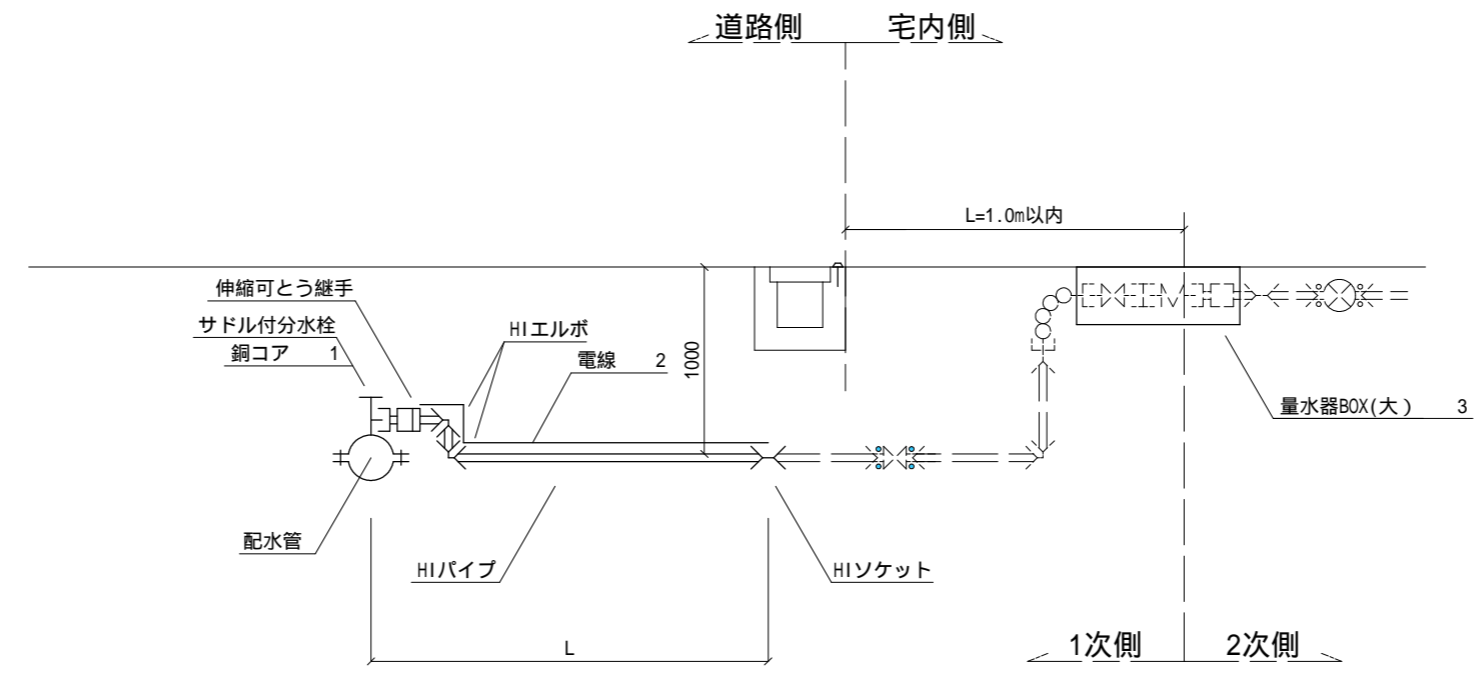 道路側 宅内側
L=1.0m以内
伸縮可とう継手
サドル付分水栓
銅コア 1
HIエルボ
電線 2
1000
量水器BOX(大) 3
配水管
HIパイプ
HIソケット
L
1次側 2次側